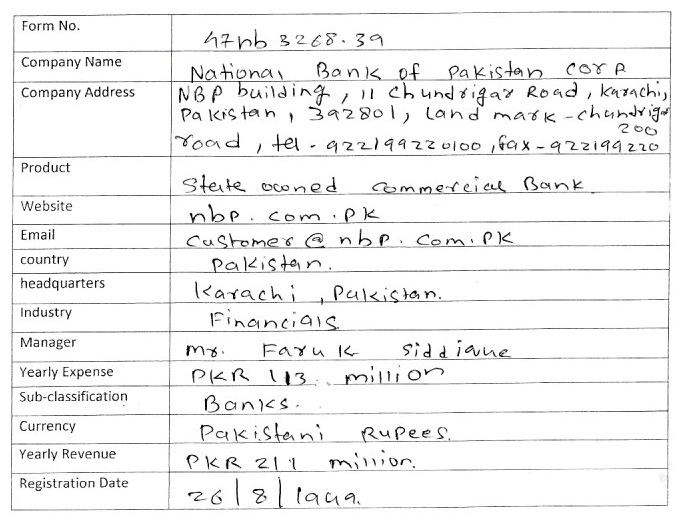 Form No.
47nb 3268.39
Company Name
National Bank of Pakistan Corp
Company Address
NBP building, 11 chundrigar Road, Karachi,
Pakistan, 392801, Land mark - chundrigar
road, tel - 922199220100, fax - 922199220
200
Product
State owned commercial Bank
Website
nbp.com.pk
Email
Customer@nbp.com.pk
country
Pakistan.
headquarters
Karachi, Pakistan.
Industry
Financials
Manager
Mr. Faruk Siddique
Yearly Expense
PKR 113 million
Sub-classification
Banks.
Currency
Pakistani Rupees.
Yearly Revenue
PKR 211 million.
Registration Date
26/8/1949.